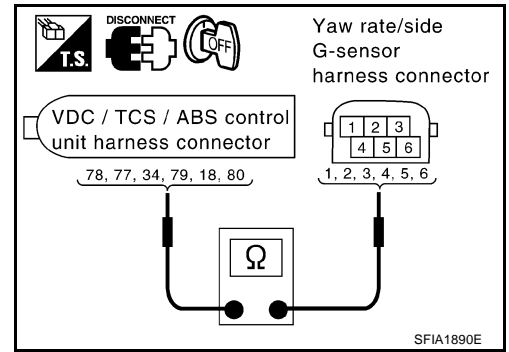 DISCONNECT
T.S.
OFF
Yaw rate/side
G-sensor
harness connector
VDC / TCS / ABS control
unit harness connector
1 2 3
4 5 6
78, 77, 34, 79, 18, 80
1, 2, 3, 4, 5, 6
Ω
SFIA1890E